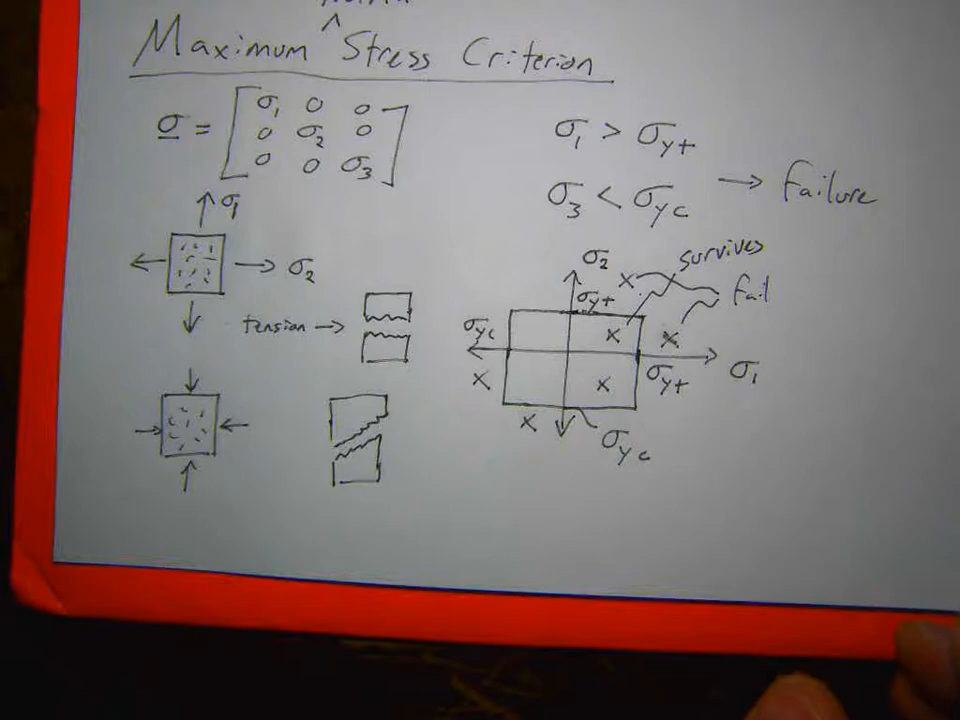 Maximum ^ Stress Criterion
σ = [σ1 0 0
0 σ2 0
0 0 σ3]
σ1 > σy+
σ3 < σyc
→ Failure
σ1
σ2
tension →
σ2
survives
fail
σy+
σyc
σy+
σ1
σyc